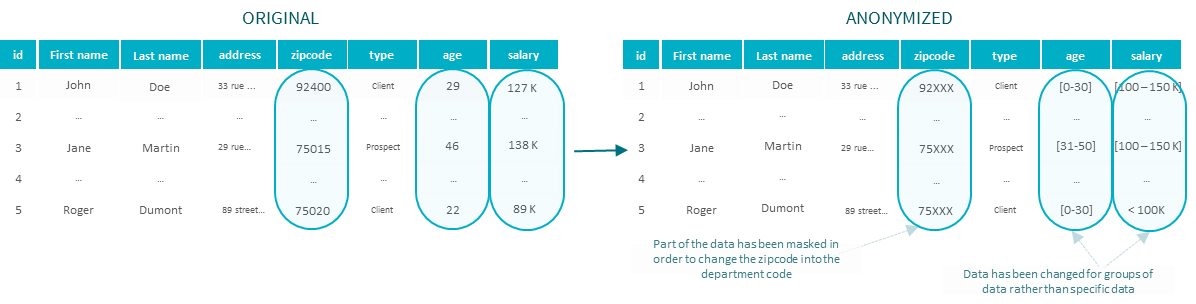 ORIGINAL
id First name Last name address zipcode type age salary
1 John Doe 33 rue ... 92400 Client 29 127 K
2 ... ... ... ... ... ...
3 Jane Martin 29 rue... 75015 Prospect 46 138 K
4 ... ... ... ... ...
5 Roger Dumont 89 street... 75020 Client 22 89 K
ANONYMIZED
id First name Last name address zipcode type age salary
1 John Doe 33 rue ... 92XXX Client [0-30] [100 – 150 K]
2 ... ... ... ... ...
3 Jane Martin 29 rue... 75XXX Prospect [31-50] [100 – 150 K]
4 ... ... ... ... ...
5 Roger Dumont 89 street... 75XXX Client [0-30] < 100K
Part of the data has been masked in
order to change the zipcode into the
department code
Data has been changed for groups of
data rather than specific data